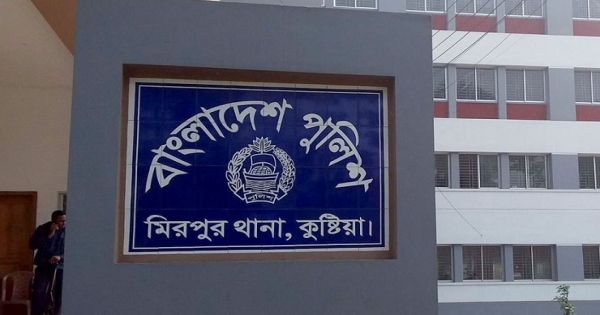 বাংলাদেশ পুলিশ
পুলিশ
মিরপুর থানা, কুষ্টিয়া।